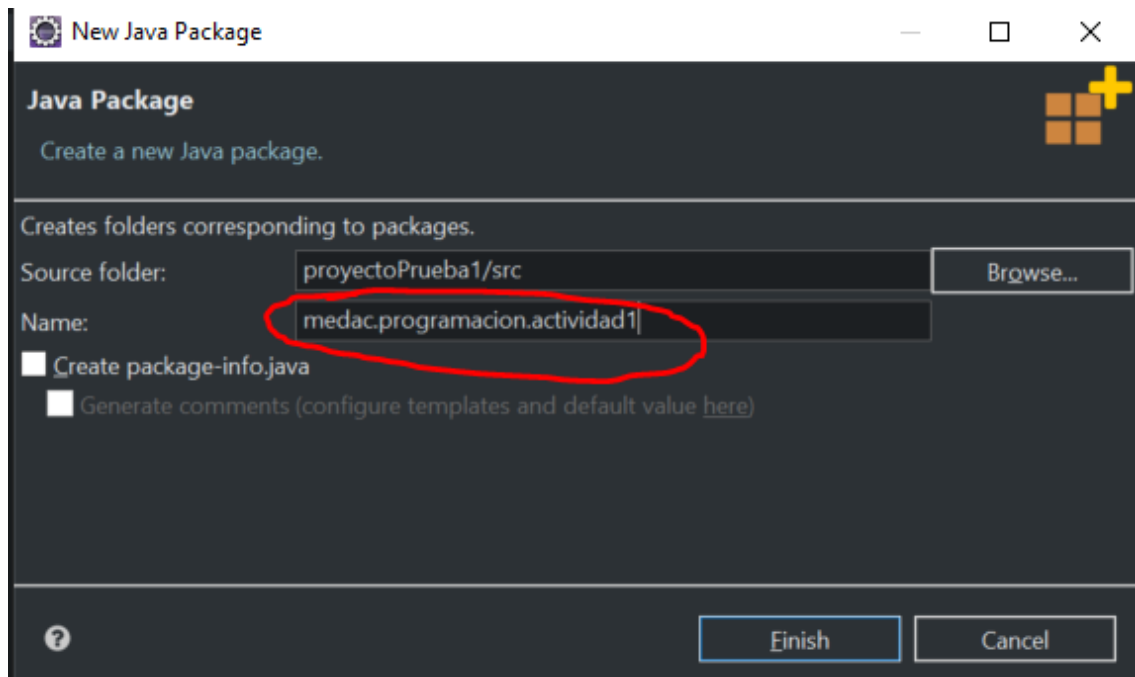 New Java Package
Java Package
Create a new Java package.
Creates folders corresponding to packages.
Source folder: proyectoPrueba1/src Browse...
Name: medac.programacion.actividad1
Create package-info.java
Generate comments (configure templates and default value here)
? Finish Cancel